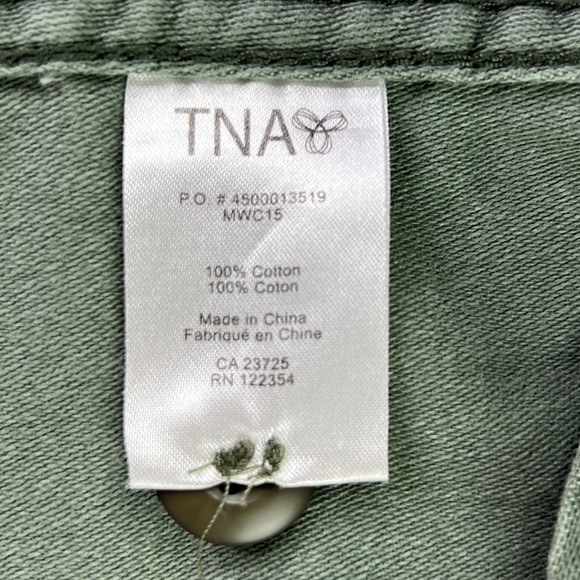 TNA
P.O. # 4500013519
MWC15
100% Cotton
100% Coton
Made in China
Fabriqué en Chine
CA 23725
RN 122354